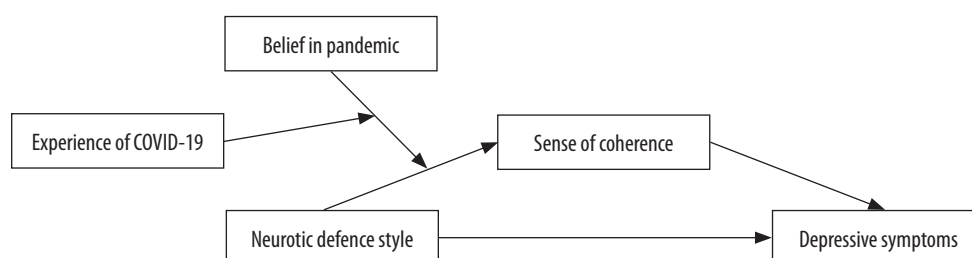 Belief in pandemic
Experience of COVID-19
Sense of coherence
Neurotic defence style
Depressive symptoms